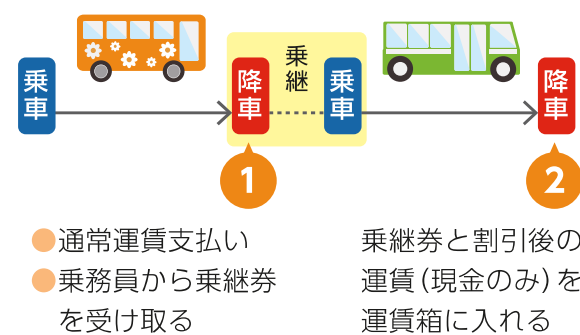 乗車
降車
乗継
乗車
降車
1
2
●通常運賃支払い
●乗務員から乗継券
を受け取る
乗継券と割引後の
運賃(現金のみ)を
運賃箱に入れる